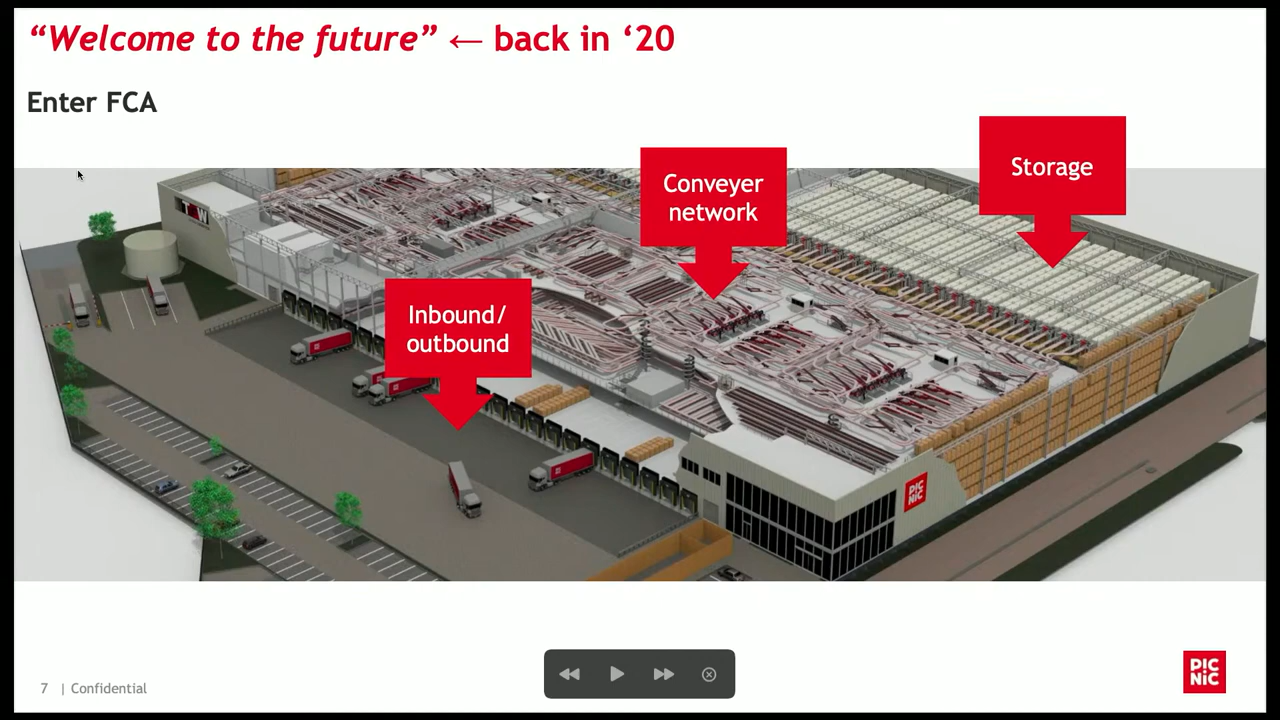 “Welcome to the future” ← back in ‘20
Enter FCA
Storage
Conveyer
network
Inbound/
outbound
PIC
NIC
7 | Confidential
PIC
NIC